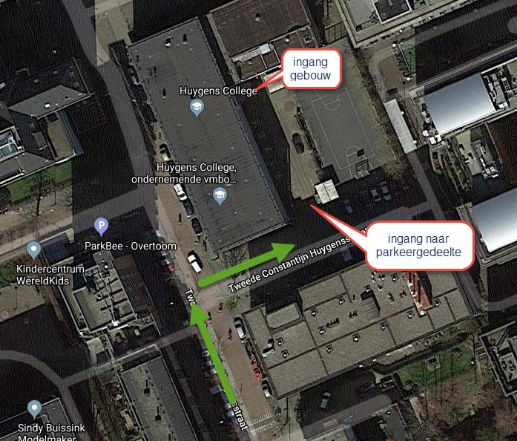 ingang
gebouw
Huygens College
Huygens College,
ondernemende vmbo...
ParkBee - Overtoom
ingang naar
parkeergedeelte
Tweede Constantijn Huygenss
Kindercentrum
WereldKids
Tw
straat
Sindy Buissink
Modelmaker